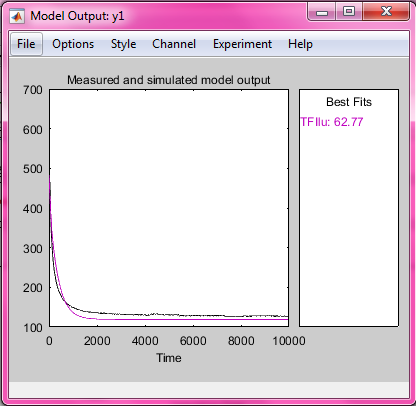 Model Output: y1
File Options Style Channel Experiment Help
Measured and simulated model output
Best Fits
TFIlu: 62.77
700
600
500
400
300
200
100
0 2000 4000 6000 8000 10000
Time